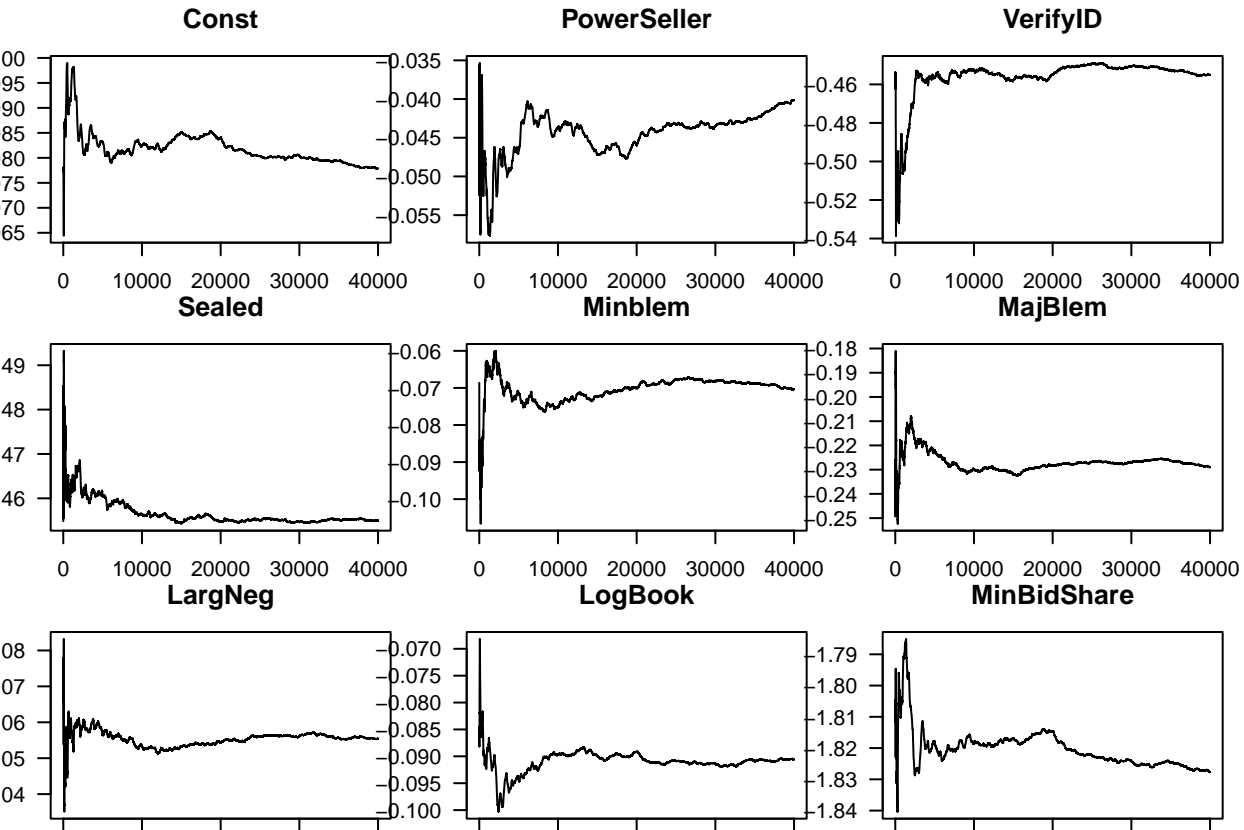 Const PowerSeller VerifyID
00 −0.035
95 −0.46
90 −0.040
85 −0.48
−0.045
80 −0.50
75 −0.050
70 −0.52
−0.055
65 −0.54
0 10000 20000 30000 40000 0 10000 20000 30000 40000 0 10000 20000 30000 40000
Sealed Minblem MajBlem
49 −0.06 −0.18
−0.19
48 −0.07 −0.20
−0.21
−0.08 −0.22
47 −0.09 −0.23
−0.24
46 −0.10 −0.25
0 10000 20000 30000 40000 0 10000 20000 30000 40000 0 10000 20000 30000 40000
LargNeg LogBook MinBidShare
08 −0.070 −1.79
−0.075
07 −0.080 −1.80
−0.085 −1.81
06 −0.090 −1.82
05 −0.095 −1.83
04 −0.100 −1.84